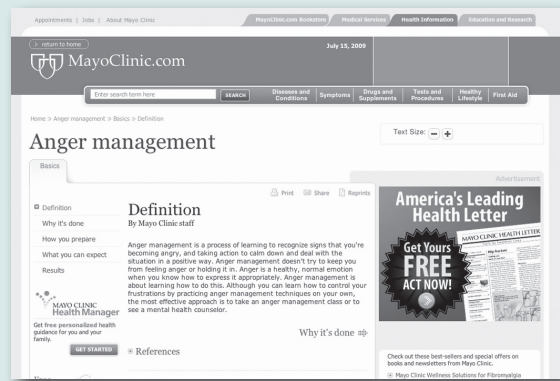 Appointments | Jobs | About Mayo Clinic
MayoClinic.com Bookstore
Medical Services
Health Information
Education and Research
> return to home
July 15, 2009
MayoClinic.com
Enter search term here
SEARCH
Diseases and Conditions
Symptoms
Drugs and Supplements
Tests and Procedures
Healthy Lifestyle
First Aid
Home > Anger management > Basics > Definition
Text Size: - +
Anger management
Basics
Advertisement
Print Share Reprints
Definition
Why it's done
How you prepare
What you can expect
Results
MAYO CLINIC
Health Manager
Get free personalized health
guidance for you and your
family.
GET STARTED
Definition
By Mayo Clinic staff
Anger management is a process of learning to recognize signs that you're
becoming angry, and taking action to calm down and deal with the
situation in a positive way. Anger management doesn't try to keep you
from feeling anger or holding it in. Anger is a healthy, normal emotion
when you know how to express it appropriately. Anger management is
about learning how to do this. Although you can learn how to control your
frustrations by practicing anger management techniques on your own,
the most effective approach is to take an anger management class or to
see a mental health counselor.
Why it's done
References
America's Leading
Health Letter
Get Yours
FREE
ACT NOW!
MAYO CLINIC HEALTH LETTER
Check out these best-sellers and special offers on
books and newsletters from Mayo Clinic.
Mayo Clinic Wellness Solutions for Fibromyalgia